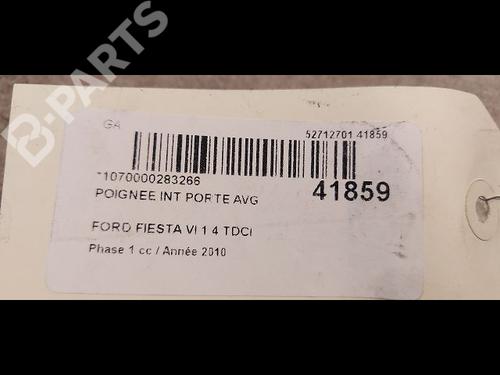 B-PARTS
GA
52712701 41859
*1070000283266
POIGNEE INT PORTE AVG
41859
FORD FIESTA VI 1 4 TDCI
Phase 1 cc / Année 2010